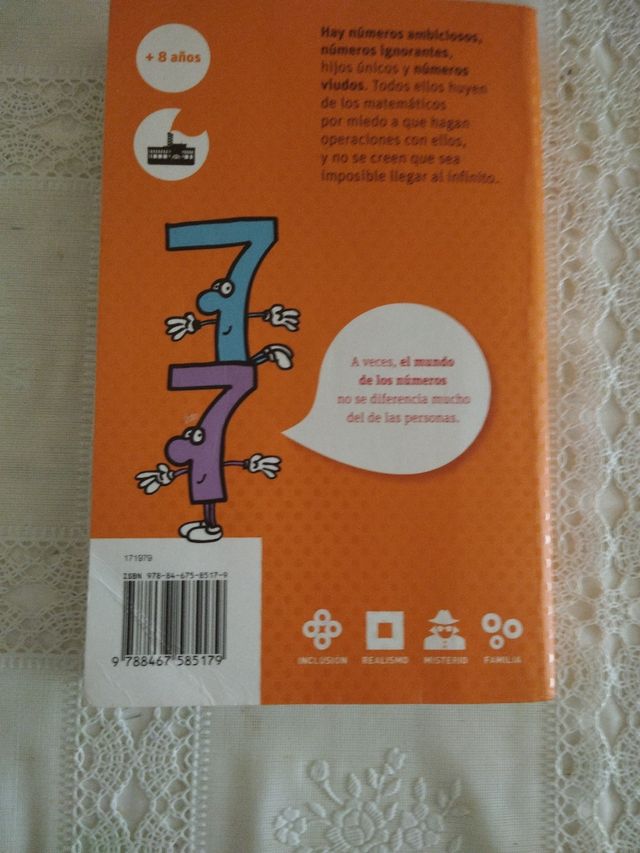 + 8 años
Hay números ambiciosos,
números ignorantes,
hijos únicos y números
viudos. Todos ellos huyen
de los matemáticos
por miedo a que hagan
operaciones con ellos,
y no se creen que sea
imposible llegar al infinito.
7
7
A veces, el mundo
de los números
no se diferencia mucho
del de las personas.
171979
ISBN 978-84-675-8517-9
9 788467 585179
INCLUSIÓN REALISMO MISTERIO FAMILIA